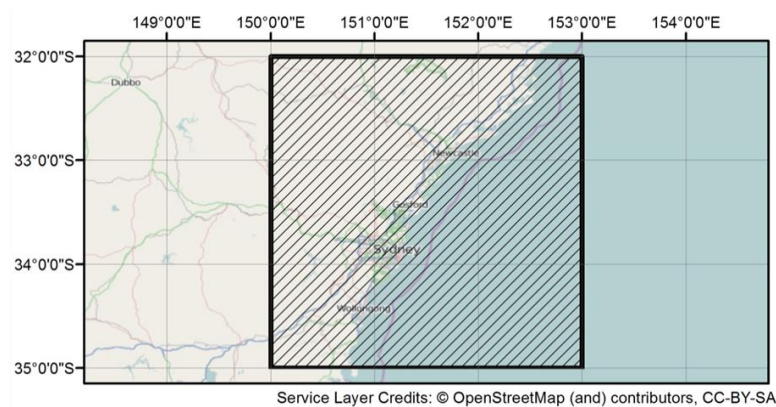 149°0'0"E 150°0'0"E 151°0'0"E 152°0'0"E 153°0'0"E 154°0'0"E
32°0'0"S
Dubbo
33°0'0"S
Newcastle
Gosford
Sydney
34°0'0"S
Wollongong
35°0'0"S
Service Layer Credits: © OpenStreetMap (and) contributors, CC-BY-SA